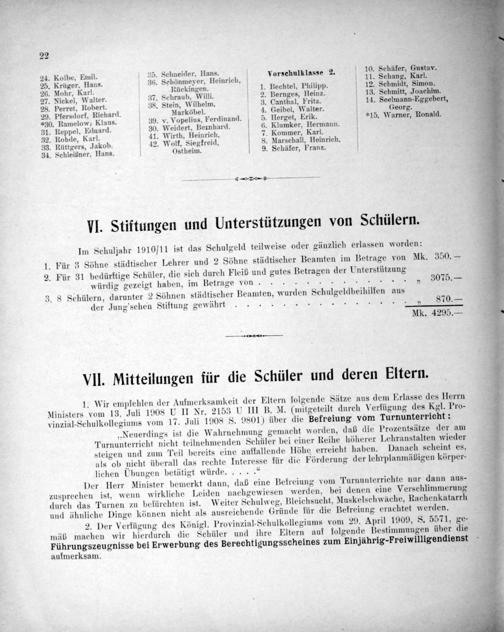 22
24. Kolbe, Emil.
25. Krüger, Hans.
26. Mohr, Karl.
27. Nickel, Walter.
28. Perret, Robert.
29. Pfersdorf, Richard.
*30. Ramelow, Klaus.
31. Reppel, Eduard.
32. Rohde, Karl.
33. Rüttgers, Jakob.
34. Schleißner, Hans.
35. Schneider, Hans.
36. Schönmeyer, Heinrich,
Rückingen.
37. Schraub, Willi.
38. Stein, Wilhelm,
Marköbel.
39. v. Vopelius, Ferdinand.
40. Weidert, Bernhard.
41. Wirth, Heinrich.
42. Wolf, Siegfreid,
Ostheim.
Vorschulklasse 2.
1. Bechtel, Philipp.
2. Bernges, Heinz.
3. Canthal, Fritz.
4. Geibel, Walter.
5. Herget, Erik.
6. Klumker, Hermann.
7. Kommer, Karl.
8. Marschall, Heinrich.
9. Schäfer, Franz.
10. Schäfer, Gustav.
11. Schang, Karl.
12. Schmidt, Simon.
13. Schmitt, Joachim.
14. Seelmann-Eggebert,
Georg.
*15. Warner, Ronald.
VI. Stiftungen und Unterstützungen von Schülern.
Im Schuljahr 1910/11 ist das Schulgeld teilweise oder gänzlich erlassen worden:
1. Für 3 Söhne städtischer Lehrer und 2 Söhne städtischer Beamten im Betrage von Mk. 350.—
2. Für 31 bedürftige Schüler, die sich durch Fleiß und gutes Betragen der Unterstützung
würdig gezeigt haben, im Betrage von . . . . . . . . . . . . „ 3075.—
3. 8 Schülern, darunter 2 Söhnen städtischer Beamten, wurden Schulgeldbeihilfen aus
der Jung'schen Stiftung gewährt . . . . . . . . . . . . . . „ 870.—
Mk. 4295.—
VII. Mitteilungen für die Schüler und deren Eltern.
1. Wir empfehlen der Aufmerksamkeit der Eltern folgende Sätze aus dem Erlasse des Herrn
Ministers vom 13. Juli 1908 U II Nr. 2153 U III B. M. (mitgeteilt durch Verfügung des Kgl. Pro-
vinzial-Schulkollegiums vom 17. Juli 1908 S. 9801) über die Befreiung vom Turnunterricht:
„Neuerdings ist die Wahrnehmung gemacht worden, daß die Prozentsätze der am
Turnunterricht nicht teilnehmenden Schüler bei einer Reihe höherer Lehranstalten wieder
steigen und zum Teil bereits eine auffallende Höhe erreicht haben. Danach scheint es,
als ob nicht überall das rechte Interesse für die Förderung der lehrplanmäßigen körper-
lichen Übungen betätigt würde. . . . .“
Der Herr Minister bemerkt dann, daß eine Befreiung vom Turnunterrichte nur dann aus-
zusprechen ist, wenn wirkliche Leiden nachgewiesen werden, bei denen eine Verschlimmerung
durch das Turnen zu befürchten ist. Weiter Schulweg, Bleichsucht, Muskelschwäche, Rachenkatarrh
und ähnliche Dinge können nicht als ausreichende Gründe für die Befreiung erachtet werden.
2. Der Verfügung des Königl. Provinzial-Schulkollegiums vom 29. April 1909, S. 5571, ge-
mäß machen wir hierdurch die Schüler und ihre Eltern auf folgende Bestimmungen über die
Führungszeugnisse bei Erwerbung des Berechtigungsscheines zum Einjährig-Freiwilligendienst
aufmerksam.